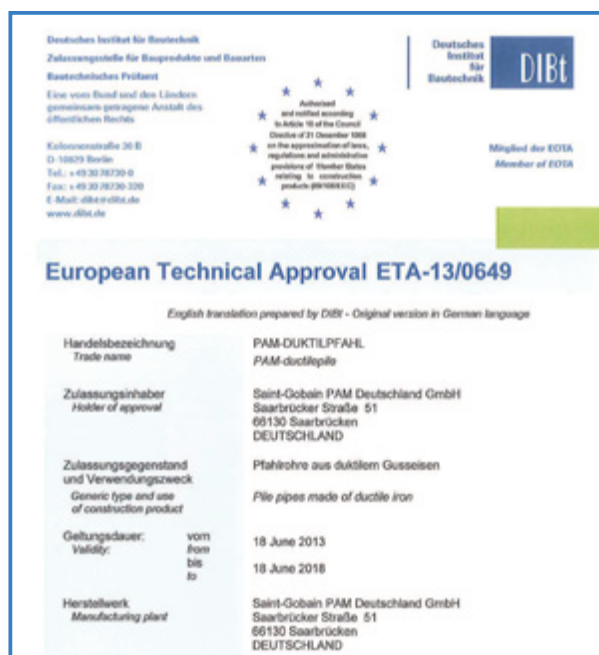 Deutsches Institut für Bautechnik
Zulassungsstelle für Bauprodukte und Bauarten
Bautechnisches Prüfamt
Eine vom Bund und den Ländern
gemeinsam getragene Anstalt des
öffentlichen Rechts
Kolonnenstraße 30 B
D-10829 Berlin
Tel.: +49 30 78730-0
Fax: +49 30 78730-320
E-Mail: dibt@dibt.de
www.dibt.de
Authorised
and notified according
to Article 10 of the Council
Directive of 21 December 1988
on the approximation of laws,
regulations and administrative
provisions of Member States
relating to construction
products (89/106/EEC)
Deutsches
Institut
für
Bautechnik
DIBt
Mitglied der EOTA
Member of EOTA
European Technical Approval ETA-13/0649
English translation prepared by DIBt - Original version in German language
Handelsbezeichnung
Trade name
PAM-DUKTILPFAHL
PAM-ductilepile
Zulassungsinhaber
Holder of approval
Saint-Gobain PAM Deutschland GmbH
Saarbrücker Straße 51
66130 Saarbrücken
DEUTSCHLAND
Zulassungsgegenstand
und Verwendungszweck
Generic type and use
of construction product
Pfahlrohre aus duktilem Gusseisen
Pile pipes made of ductile iron
Geltungsdauer: vom
Validity: from
bis
to
18 June 2013
18 June 2018
Herstellwerk
Manufacturing plant
Saint-Gobain PAM Deutschland GmbH
Saarbrücker Straße 51
66130 Saarbrücken
DEUTSCHLAND